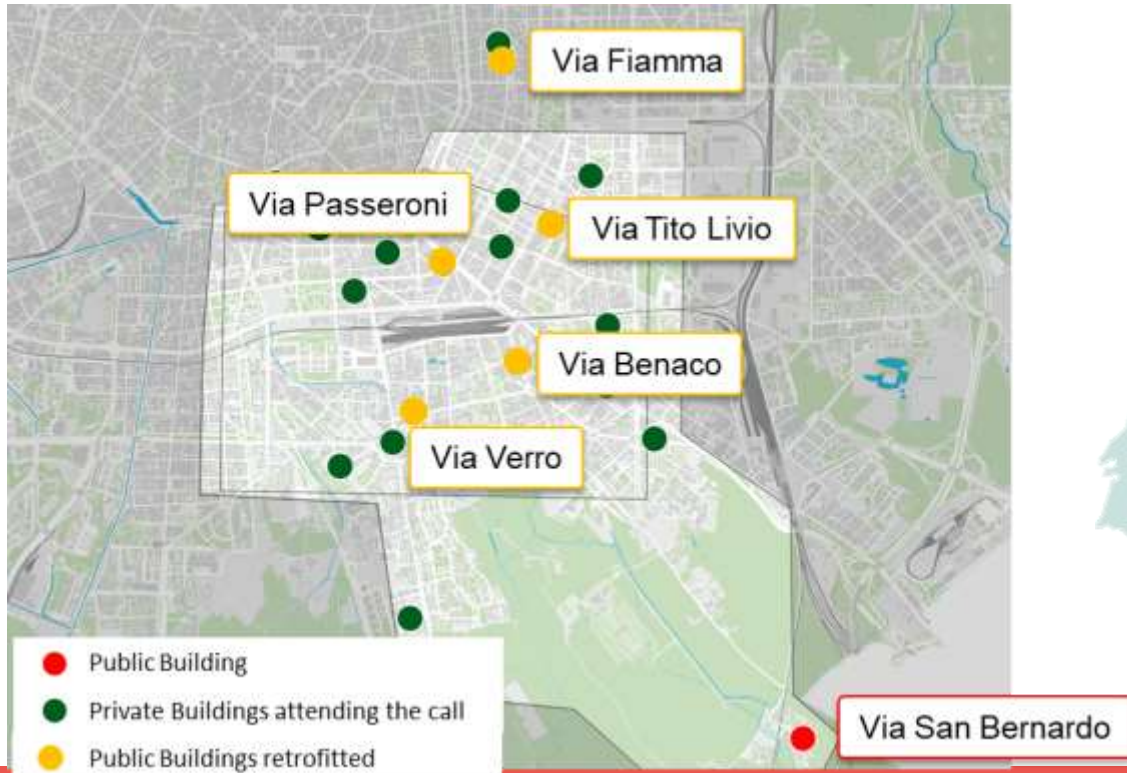 Via Fiamma
Via Passeroni
Via Tito Livio
Via Benaco
Via Verro
Public Building
Private Buildings attending the call
Public Buildings retrofitted
Via San Bernardo